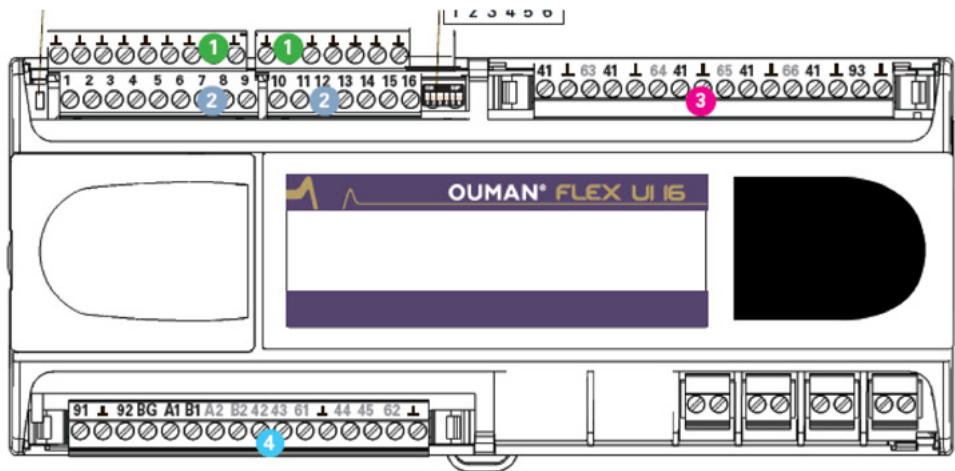 1 2 3 4 5 6
1 1
41 ⊥ 63 41 ⊥ 64 41 ⊥ 65 41 ⊥ 66 41 ⊥ 93 ⊥
1 2 3 4 5 6 7 8 9 10 11 12 13 14 15 16
2 2 3
OUMAN® FLEX UI 16
91 ⊥ 92 BG A1 B1 A2 B2 42 43 61 ⊥ 44 45 62 ⊥
4